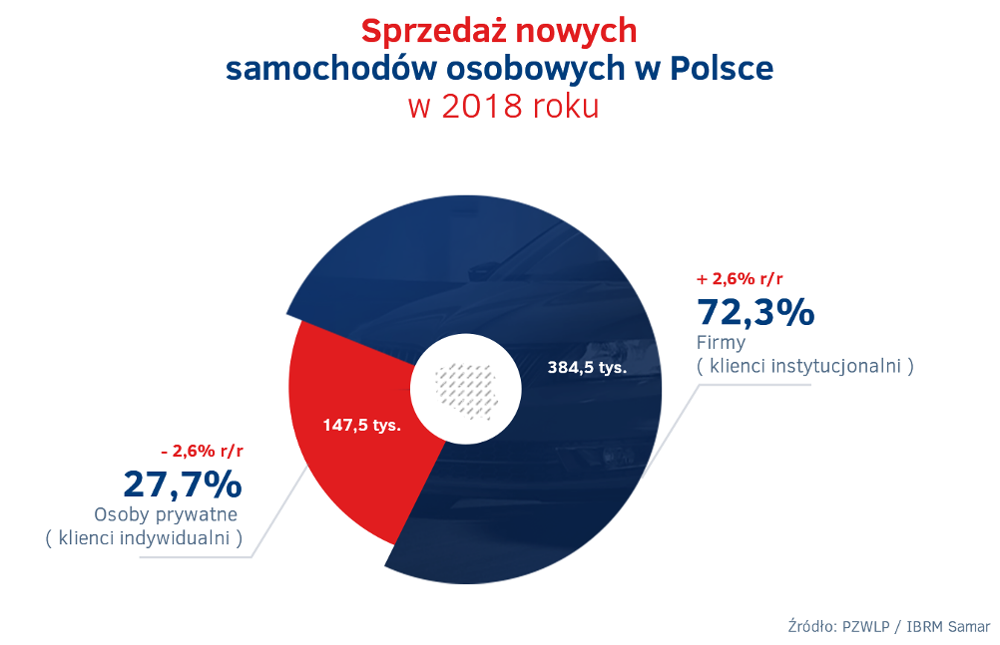 Sprzedaż nowych
samochodów osobowych w Polsce
w 2018 roku
+ 2,6% r/r
72,3%
Firmy
( klienci instytucjonalni )
384,5 tys.
147,5 tys.
- 2,6% r/r
27,7%
Osoby prywatne
( klienci indywidualni )
Źródło: PZWLP / IBRM Samar